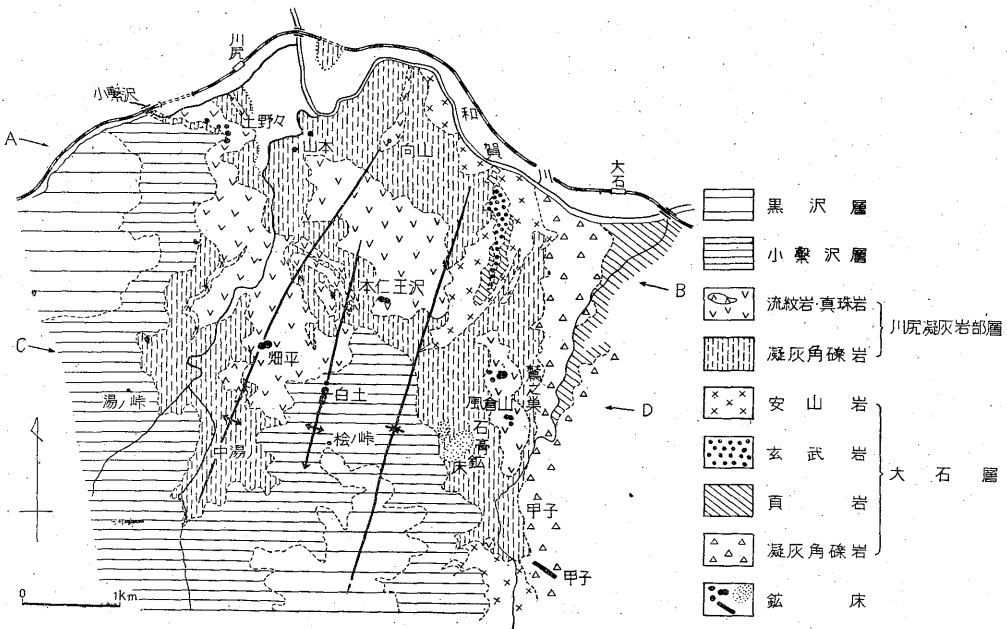 川尻
小繋沢
土野々
A
山本
向山
和賀川
大石
本仁王沢
B
C
畑平
鷲之巣
白土
風倉山
D
湯ノ峠
桧ノ峠
石膏鉱床
中湯川
甲子
甲子
0 1km
黒沢層
小繋沢層
流紋岩・真珠岩
凝灰角礫岩
川尻凝灰岩部層
安山岩
玄武岩
頁岩
凝灰角礫岩
大石層
鉱床